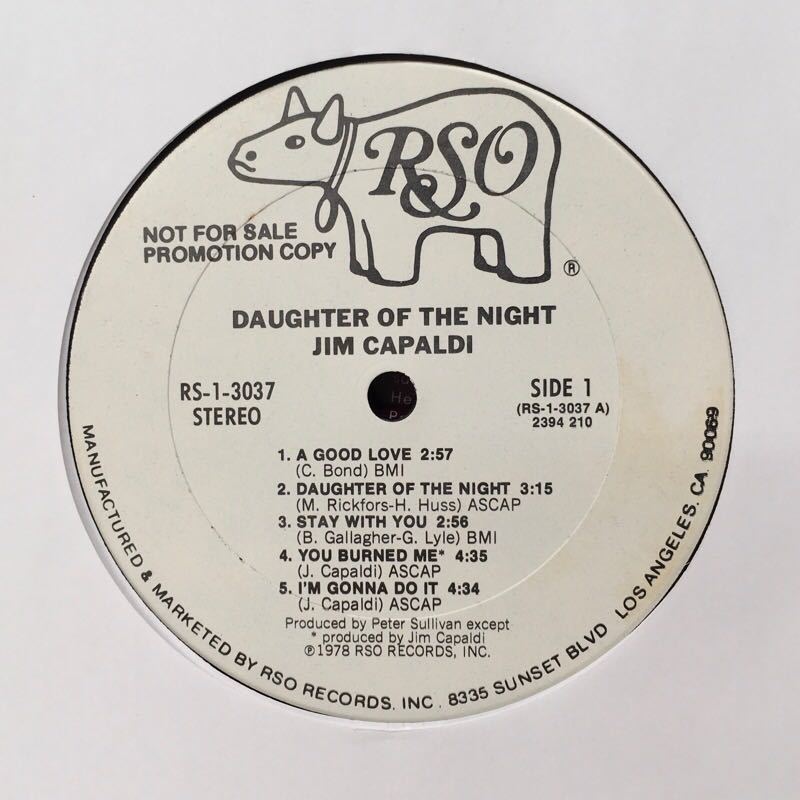 RSO
®
NOT FOR SALE
PROMOTION COPY
DAUGHTER OF THE NIGHT
JIM CAPALDI
RS-1-3037
STEREO
SIDE 1
(RS-1-3037 A)
2394 210
1. A GOOD LOVE 2:57
(C. Bond) BMI
2. DAUGHTER OF THE NIGHT 3:15
(M. Rickfors-H. Huss) ASCAP
3. STAY WITH YOU 2:56
(B. Gallagher-G. Lyle) BMI
4. YOU BURNED ME* 4:35
(J. Capaldi) ASCAP
5. I'M GONNA DO IT 4:34
(J. Capaldi) ASCAP
Produced by Peter Sullivan except
* produced by Jim Capaldi
℗1978 RSO RECORDS, INC.
MANUFACTURED & MARKETED BY RSO RECORDS, INC. 8335 SUNSET BLVD LOS ANGELES, CA. 90069
He